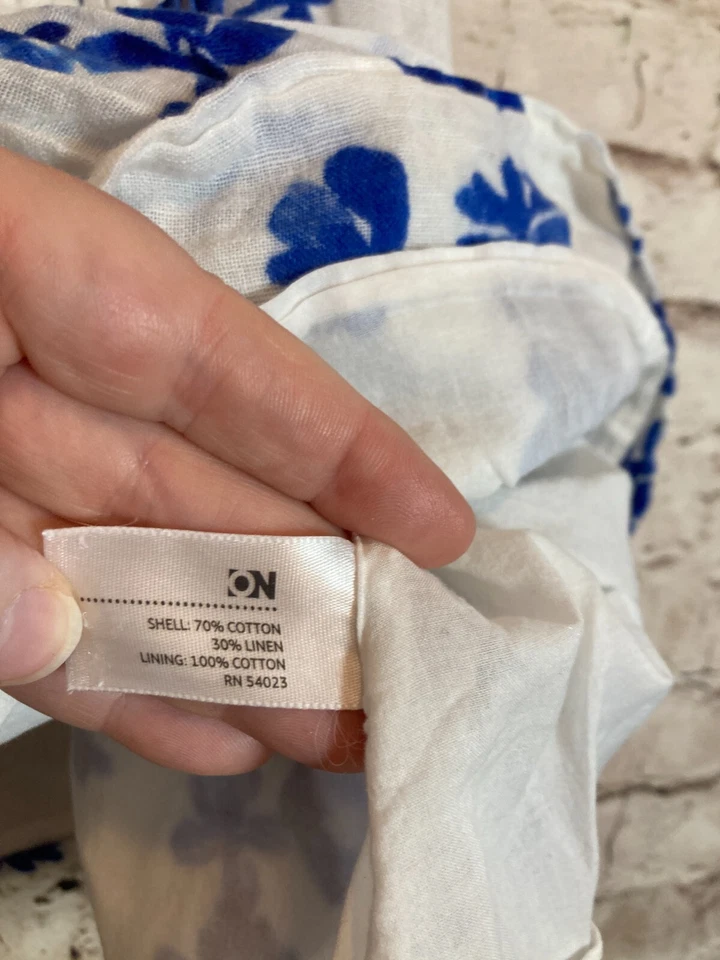 ON
SHELL: 70% COTTON
30% LINEN
LINING: 100% COTTON
RN 54023